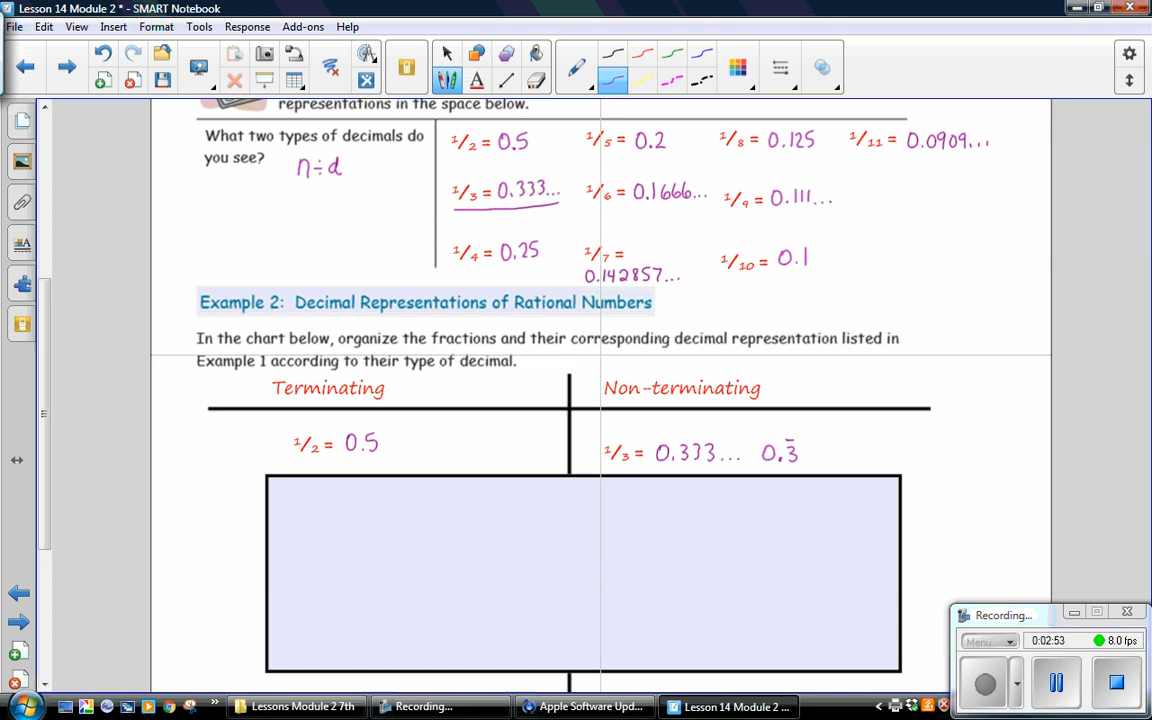 Lesson 14 Module 2 * - SMART Notebook
File Edit View Insert Format Tools Response Add-ons Help
representations in the space below.
What two types of decimals do
you see?
n÷d
1/2 = 0.5
1/5 = 0.2
1/8 = 0.125
1/11 = 0.0909...
1/3 = 0.333...
1/6 = 0.1666...
1/9 = 0.111...
1/4 = 0.25
1/7 =
0.142857...
1/10 = 0.1
Example 2: Decimal Representations of Rational Numbers
In the chart below, organize the fractions and their corresponding decimal representation listed in
Example 1 according to their type of decimal.
Terminating
Non-terminating
1/2 = 0.5
1/3 = 0.333... 0.3̄
Recording...
Menu
0:02:53
8.0 fps
Lessons Module 2 7th
Recording...
Apple Software Upd...
Lesson 14 Module 2 ...
2:08 PM